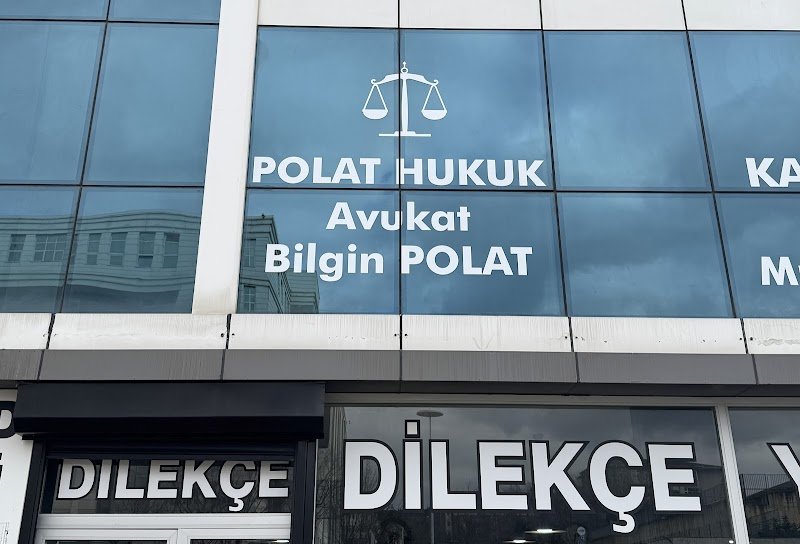 POLAT HUKUK
Avukat
Bilgin POLAT
DİLEKÇE
DİLEKÇE